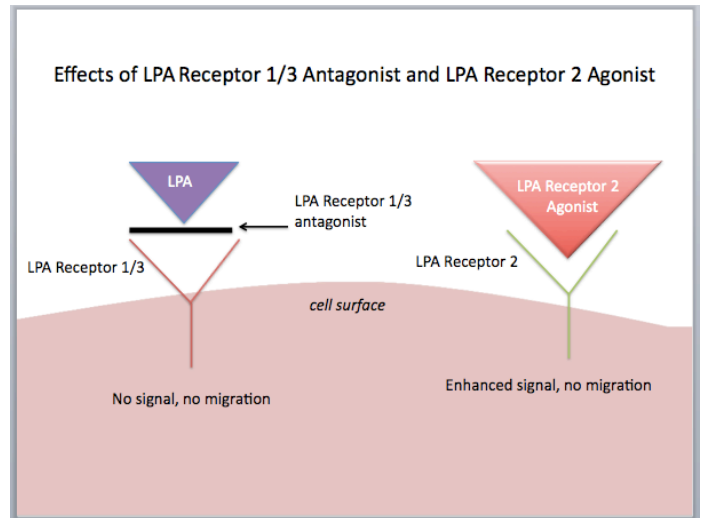 Effects of LPA Receptor 1/3 Antagonist and LPA Receptor 2 Agonist
LPA
LPA Receptor 1/3
antagonist
LPA Receptor 1/3
LPA Receptor 2
Agonist
LPA Receptor 2
cell surface
No signal, no migration
Enhanced signal, no migration